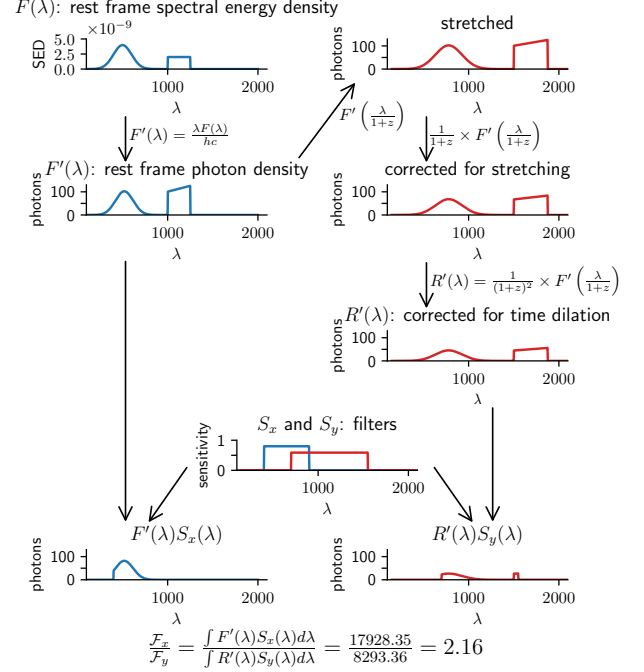 F(λ): rest frame spectral energy density
×10⁻⁹
SED
5.0
2.5
0.0
1000 2000
λ
stretched
photons
100
0
1000 2000
λ
F′(λ) = λF(λ)/hc
F′(λ/(1+z))
1/(1+z) × F′(λ/(1+z))
F′(λ): rest frame photon density
photons
100
0
1000 2000
λ
corrected for stretching
photons
100
0
1000 2000
λ
R′(λ) = 1/(1+z)² × F′(λ/(1+z))
R′(λ): corrected for time dilation
photons
100
0
1000 2000
λ
Sₓ and Sᵧ: filters
sensitivity
1
0
1000 2000
λ
F′(λ)Sₓ(λ)
photons
100
0
1000 2000
λ
R′(λ)Sᵧ(λ)
photons
100
0
1000 2000
λ
ℱₓ/ℱᵧ = ∫ F′(λ)Sₓ(λ)dλ / ∫ R′(λ)Sᵧ(λ)dλ = 17928.35/8293.36 = 2.16